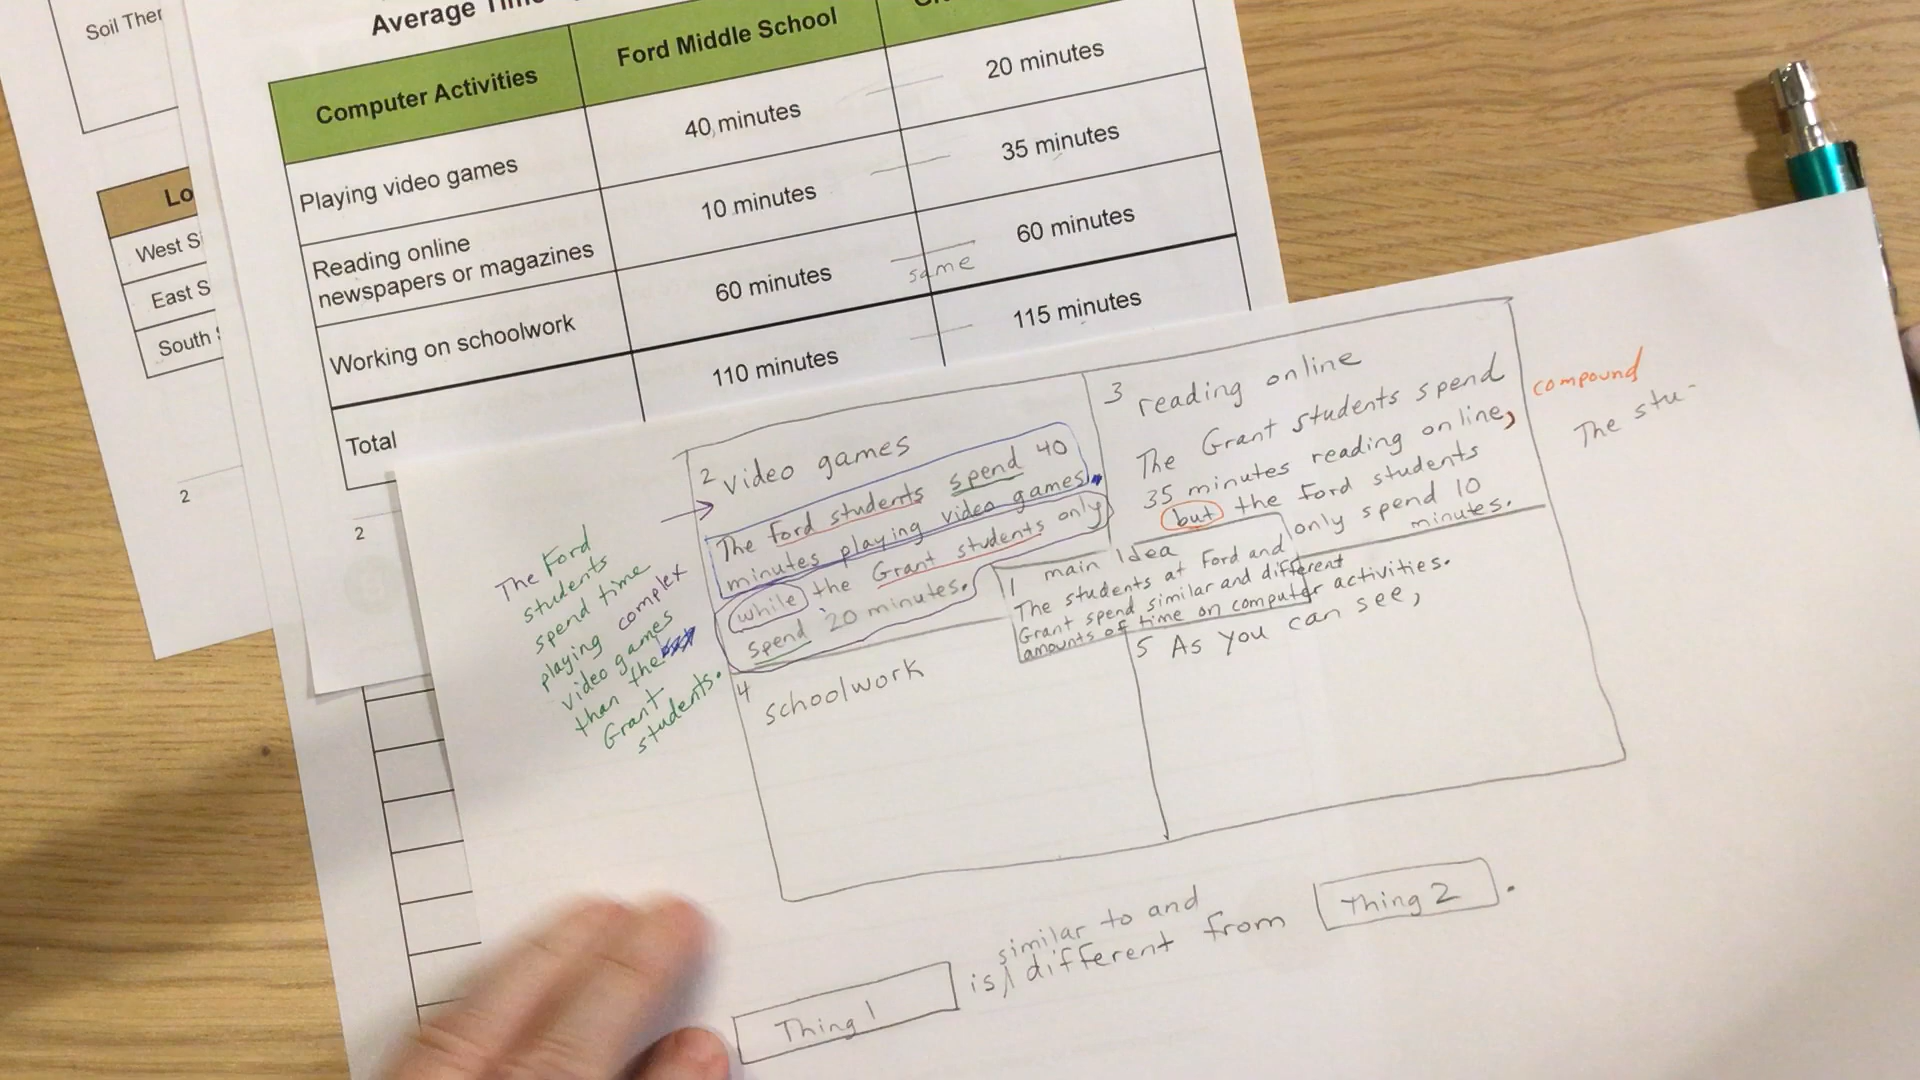 Soil Ther
Average
Computer Activities
Ford Middle School
Playing video games
40 minutes
20 minutes
Reading online
newspapers or magazines
10 minutes
35 minutes
Working on schoolwork
60 minutes
same
60 minutes
Total
110 minutes
115 minutes
Lo
West S
East S
South
2
2
2 video games
The Ford students spend 40
minutes playing video games.
while the Grant students only
spend 20 minutes.
complex
The Ford
students
spend time
playing
video games
than the
Grant
students.
3
reading online
The Grant students spend
35 minutes reading online,
but the Ford students
only spend 10
minutes.
compound
The stu-
1 main Idea
The students at Ford and
Grant spend similar and different
amounts of time on computer activities.
4
schoolwork
5 As you can see,
Thing 1
similar to and
is different from
Thing 2 .